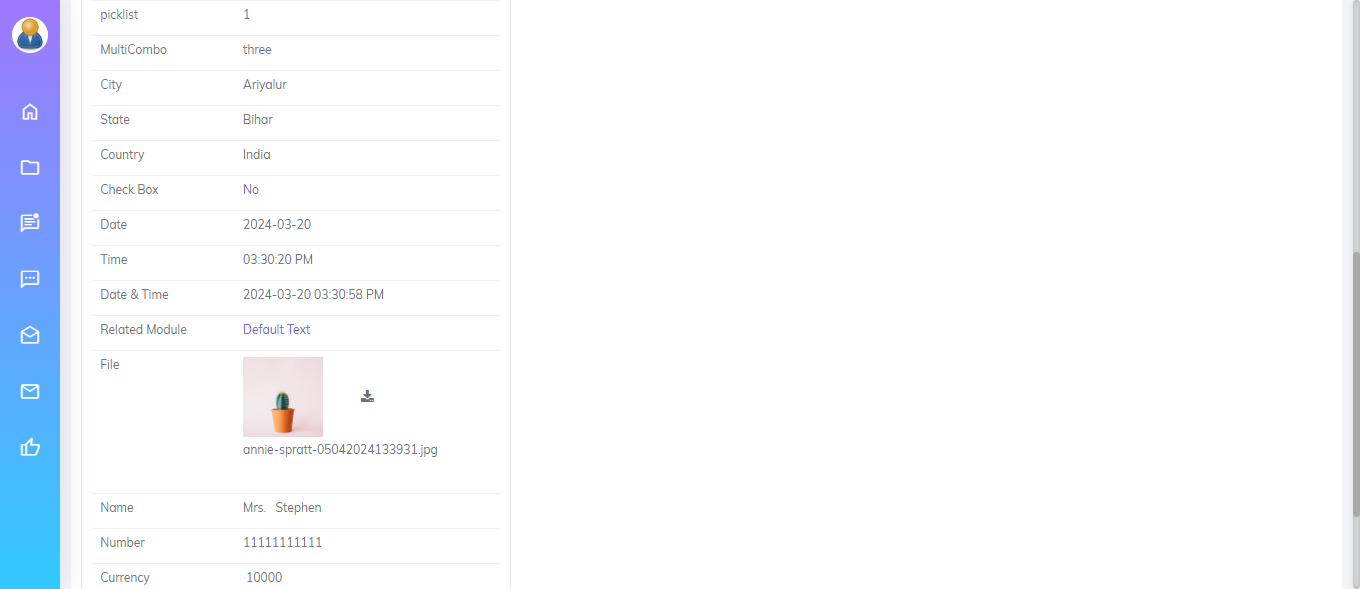 picklist 1
MultiCombo three
City Ariyalur
State Bihar
Country India
Check Box No
Date 2024-03-20
Time 03:30:20 PM
Date & Time 2024-03-20 03:30:58 PM
Related Module Default Text
File
annie-spratt-05042024133931.jpg
Name Mrs. Stephen
Number 11111111111
Currency 10000